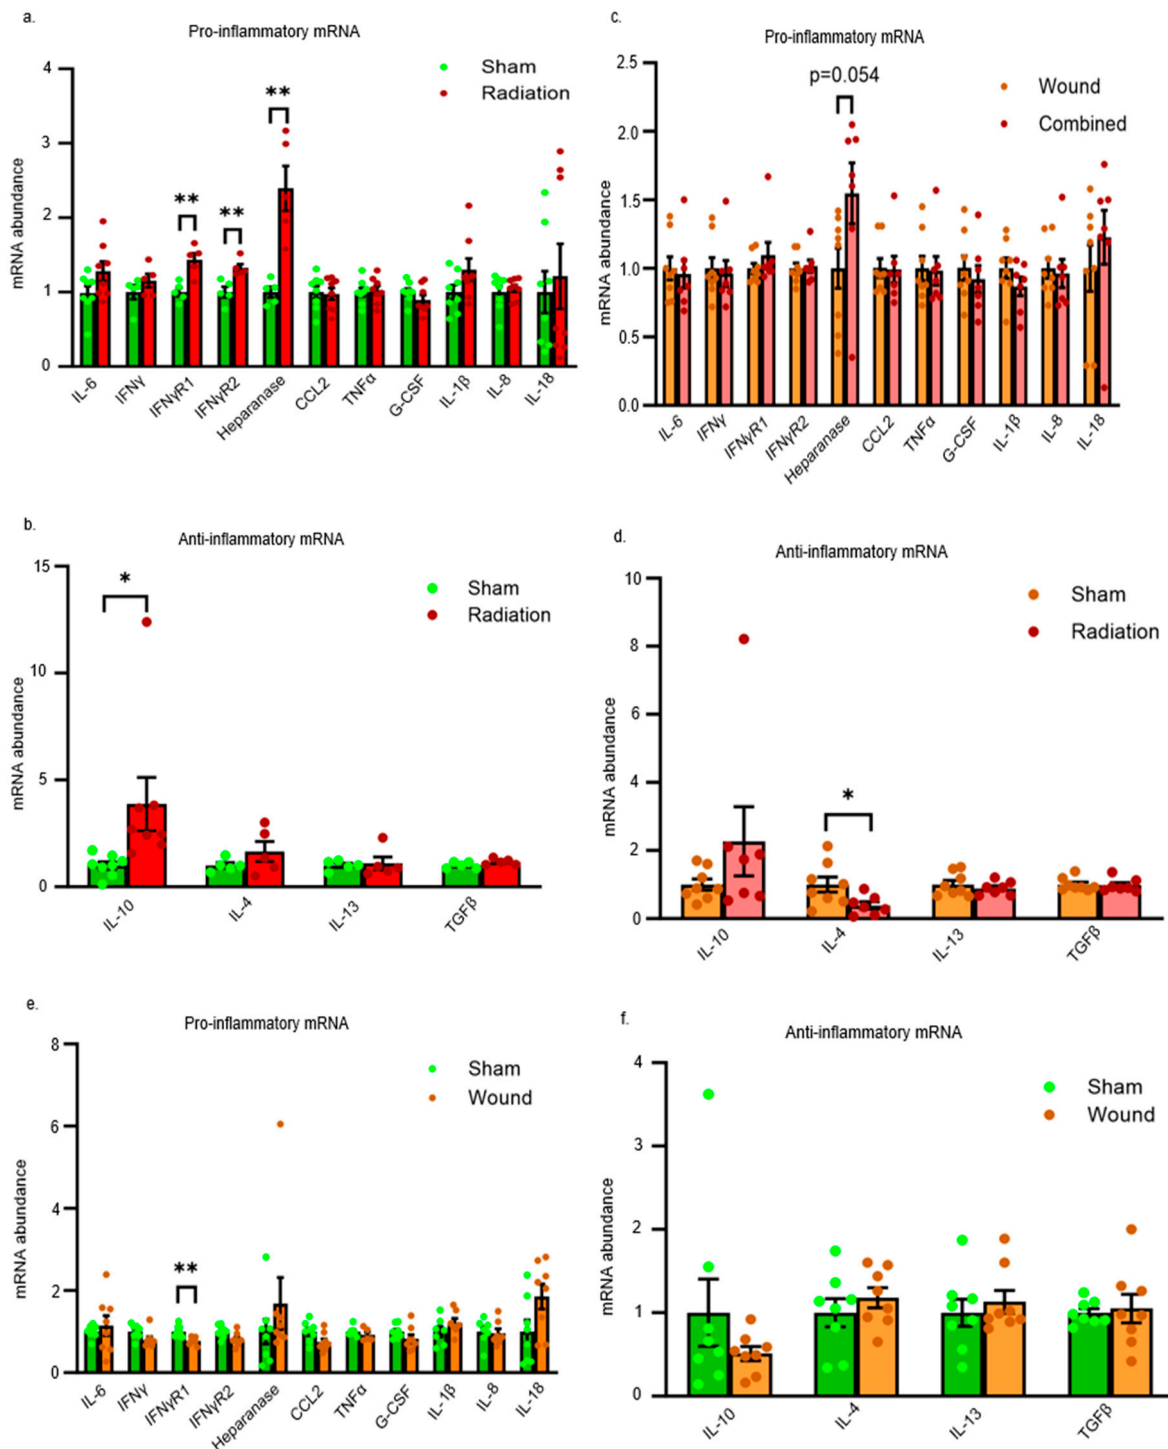 a.
Pro-inflammatory mRNA
Sham
Radiation
mRNA abundance
4
3
2
1
0
**
**
**
IL-6
IFNγ
IFNγR1
IFNγR2
Heparanase
CCL2
TNFα
G-CSF
IL-1β
IL-8
IL-18
c.
Pro-inflammatory mRNA
p=0.054
Wound
Combined
mRNA abundance
2.5
2.0
1.5
1.0
0.5
0.0
IL-6
IFNγ
IFNγR1
IFNγR2
Heparanase
CCL2
TNFα
G-CSF
IL-1β
IL-8
IL-18
b.
Anti-inflammatory mRNA
Sham
Radiation
mRNA abundance
15
10
5
0
*
IL-10
IL-4
IL-13
TGFβ
d.
Anti-inflammatory mRNA
Sham
Radiation
mRNA abundance
10
8
6
4
2
0
*
IL-10
IL-4
IL-13
TGFβ
e.
Pro-inflammatory mRNA
Sham
Wound
mRNA abundance
8
6
4
2
0
**
IL-6
IFNγ
IFNγR1
IFNγR2
Heparanase
CCL2
TNFα
G-CSF
IL-1β
IL-8
IL-18
f.
Anti-inflammatory mRNA
Sham
Wound
mRNA abundance
4
3
2
1
0
IL-10
IL-4
IL-13
TGFβ